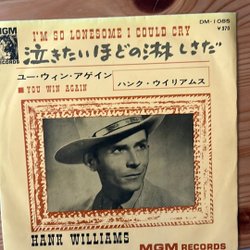 MGM
RECORDS
DM-1085
¥370
I'M SO LONESOME I COULD CRY
泣きたいほどの淋しさだ
ユー・ウィン・アゲイン
ハンク・ウイリアムス
■ YOU WIN AGAIN
HANK WILLIAMS
MGM RECORDS